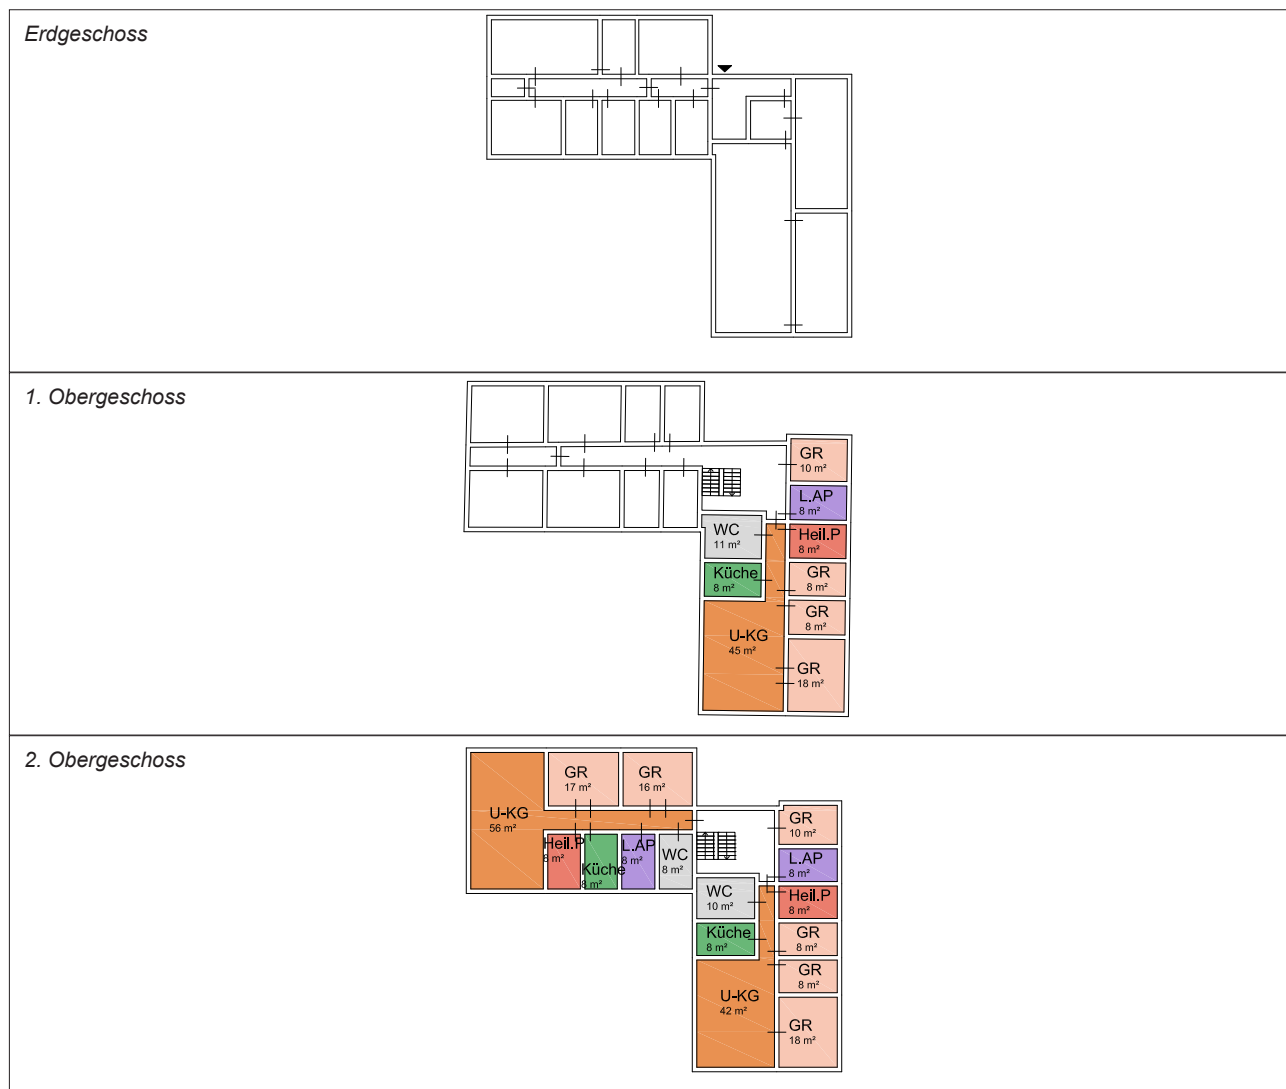 Erdgeschoss
1. Obergeschoss
GR
10 m²
L.AP
8 m²
WC
11 m²
Heil.P
8 m²
Küche
8 m²
GR
8 m²
GR
8 m²
U-KG
45 m²
GR
18 m²
2. Obergeschoss
GR
17 m²
GR
16 m²
U-KG
56 m²
Heil.P
8 m²
Küche
8 m²
L.AP
8 m²
WC
8 m²
GR
10 m²
L.AP
8 m²
WC
10 m²
Heil.P
8 m²
Küche
8 m²
GR
8 m²
GR
8 m²
U-KG
42 m²
GR
18 m²